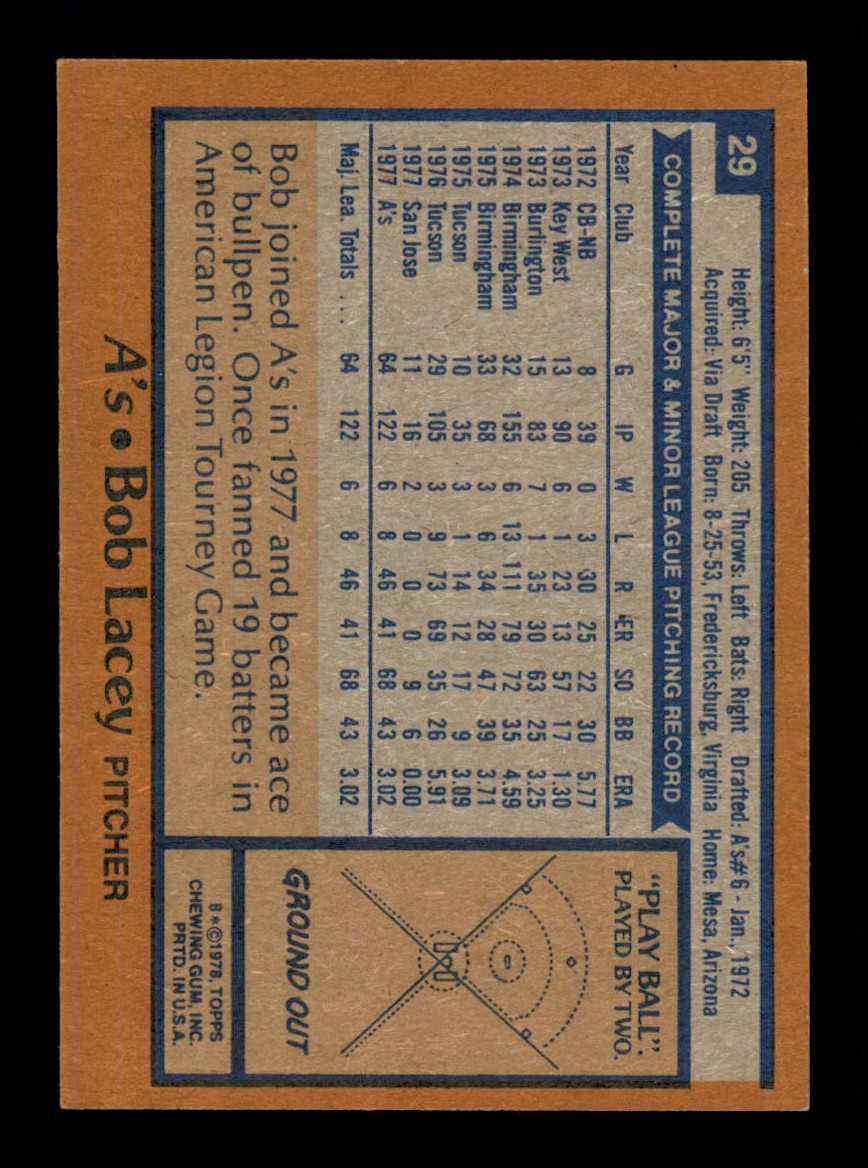 29
Height: 6'5" Weight: 205 Throws: Left Bats: Right Drafted: A's#6 - Jan., 1972
Acquired: Via Draft Born: 8-25-53, Fredericksburg, Virginia Home: Mesa, Arizona
COMPLETE MAJOR & MINOR LEAGUE PITCHING RECORD
Year Club G IP W L R ER SO BB ERA
1972 CB-NB 8 39 0 3 30 25 22 30 5.77
1973 Key West 13 90 6 1 23 13 57 17 1.30
1973 Burlington 15 83 7 1 35 30 63 25 3.25
1974 Birmingham 32 155 6 13 111 79 72 35 4.59
1975 Birmingham 33 68 3 6 34 28 47 39 3.71
1975 Tucson 10 35 3 1 14 12 17 9 3.09
1976 Tucson 29 105 3 9 73 69 35 26 5.91
1977 San Jose 11 16 2 0 0 0 9 6 0.00
1977 A's 64 122 6 8 46 41 68 43 3.02
Maj. Lea. Totals .... 64 122 6 8 46 41 68 43 3.02
Bob joined A's in 1977 and became ace
of bullpen. Once fanned 19 batters in
American Legion Tourney Game.
"PLAY BALL".
PLAYED BY TWO.
GROUND OUT
B*©1978, TOPPS
CHEWING GUM, INC.
PRTD. IN U.S.A.
A's • Bob Lacey PITCHER